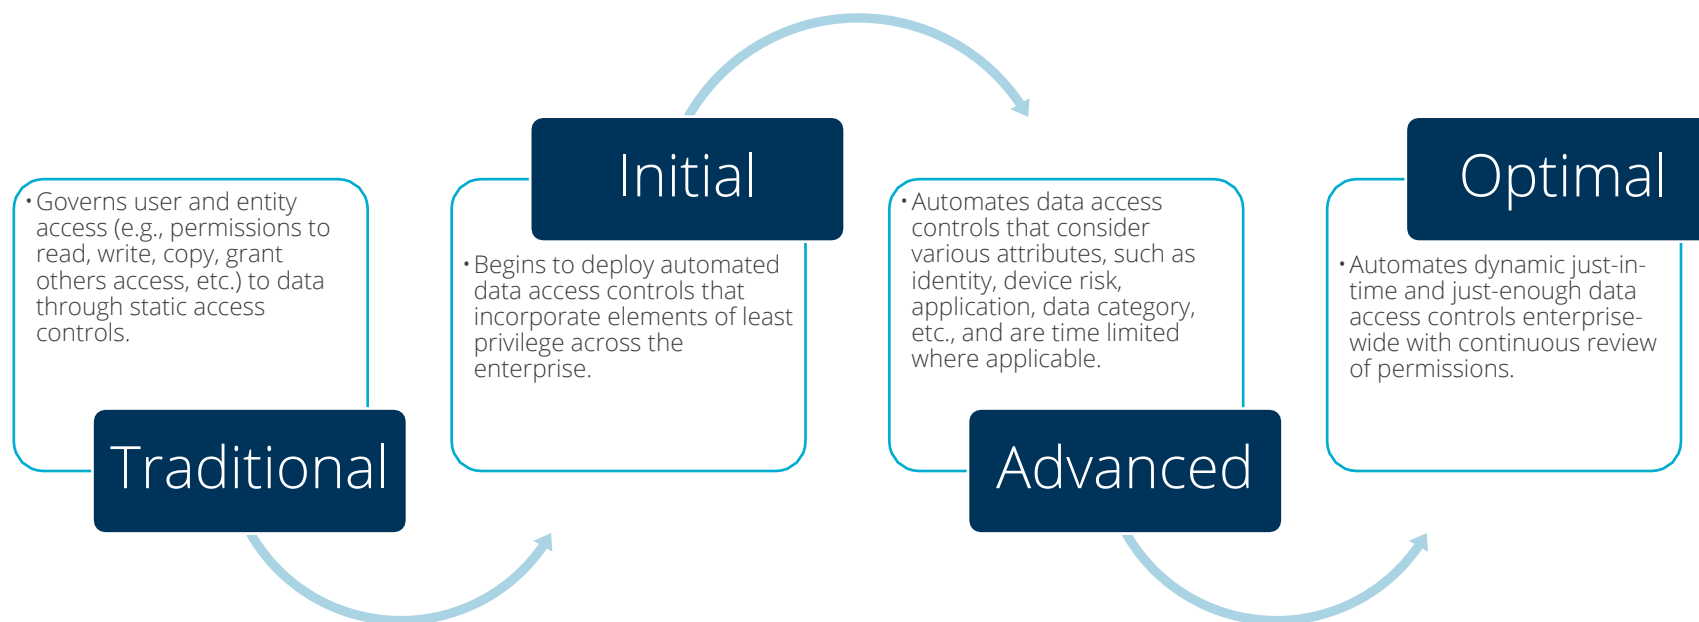 • Governs user and entity
access (e.g., permissions to
read, write, copy, grant
others access, etc.) to data
through static access
controls.
Traditional
Initial
• Begins to deploy automated
data access controls that
incorporate elements of least
privilege across the
enterprise.
• Automates data access
controls that consider
various attributes, such as
identity, device risk,
application, data category,
etc., and are time limited
where applicable.
Advanced
Optimal
• Automates dynamic just-in-
time and just-enough data
access controls enterprise-
wide with continuous review
of permissions.